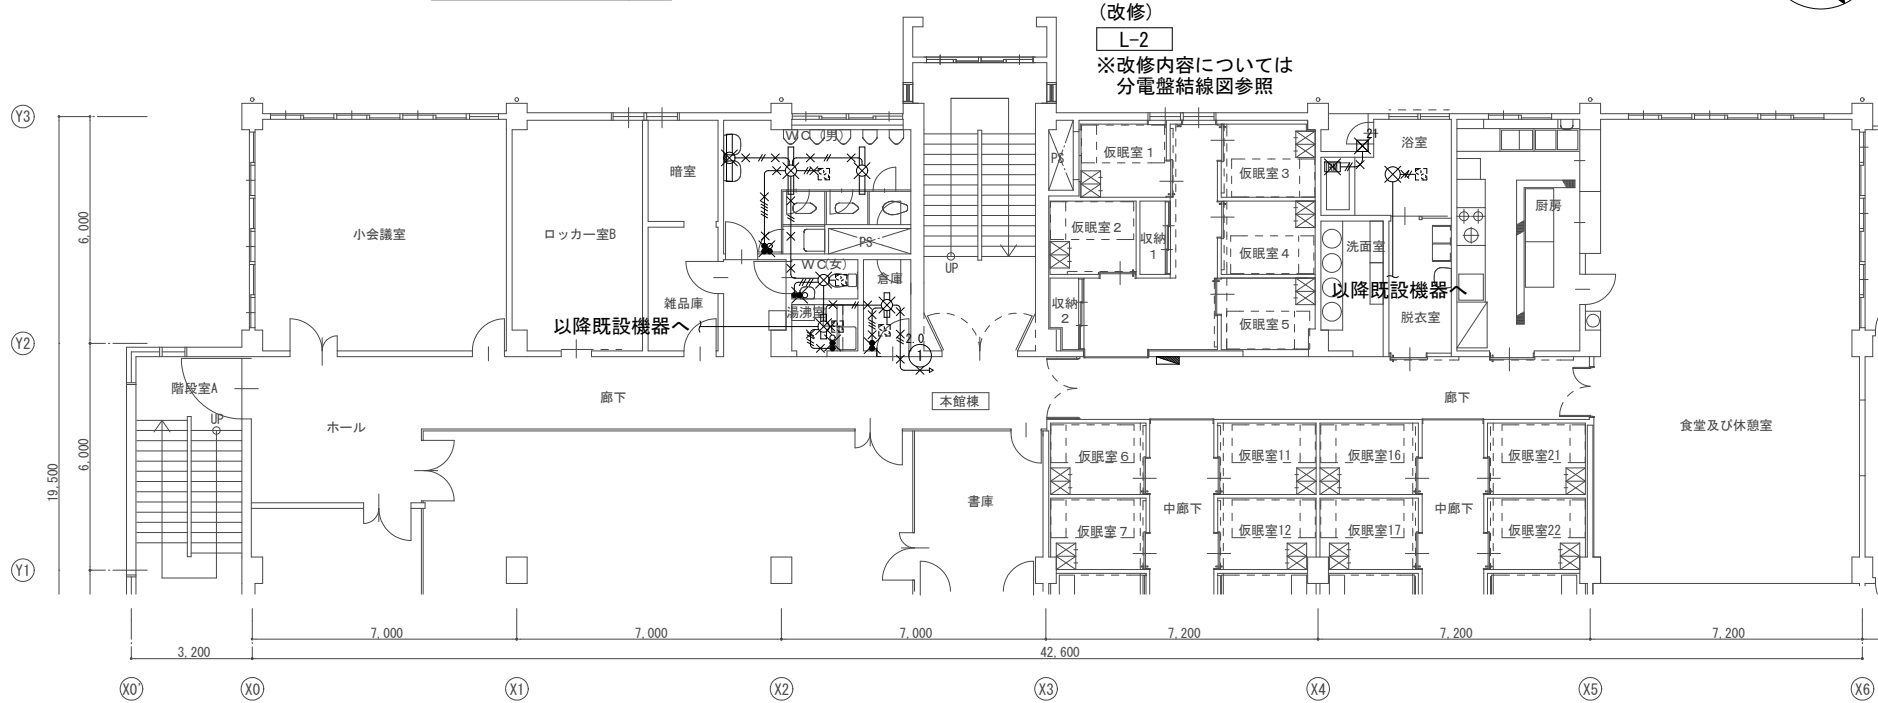 (改修)
L-2
※改修内容については
分電盤結線図参照
Y3
WC (男)
PS
仮眠室1
2+
浴室
暗室
仮眠室3
厨房
6,000
小会議室
ロッカー室B
仮眠室2
収納
1
仮眠室4
洗面室
PS
WC(女)
倉庫
UP
雑品庫
湯沸室
収納
2
仮眠室5
以降既設機器へ
以降既設機器へ
脱衣室
Y2
2.0
1
階段室A
廊下
本館棟
廊下
UP
ホール
食堂及び休憩室
19,500
6,000
仮眠室6
仮眠室11
仮眠室16
仮眠室21
書庫
中廊下
中廊下
仮眠室7
仮眠室12
仮眠室17
仮眠室22
Y1
7,000
7,000
7,000
7,200
7,200
7,200
3,200
42,600
X0'
X0
X1
X2
X3
X4
X5
X6